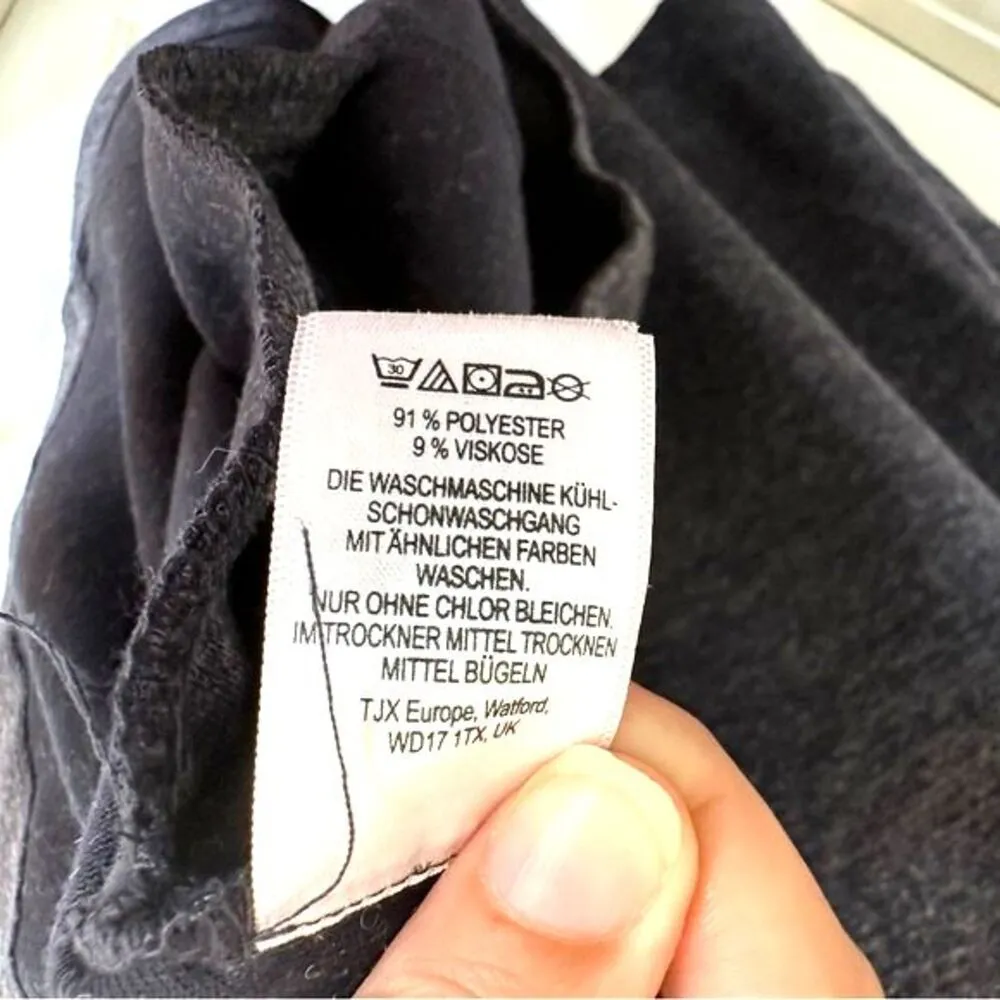 30
91 % POLYESTER
9 % VISKOSE
DIE WASCHMASCHINE KÜHL-
SCHONWASCHGANG
MIT ÄHNLICHEN FARBEN
WASCHEN.
NUR OHNE CHLOR BLEICHEN.
IM TROCKNER MITTEL TROCKNEN
MITTEL BÜGELN
TJX Europe, Watford,
WD17 1TX, UK